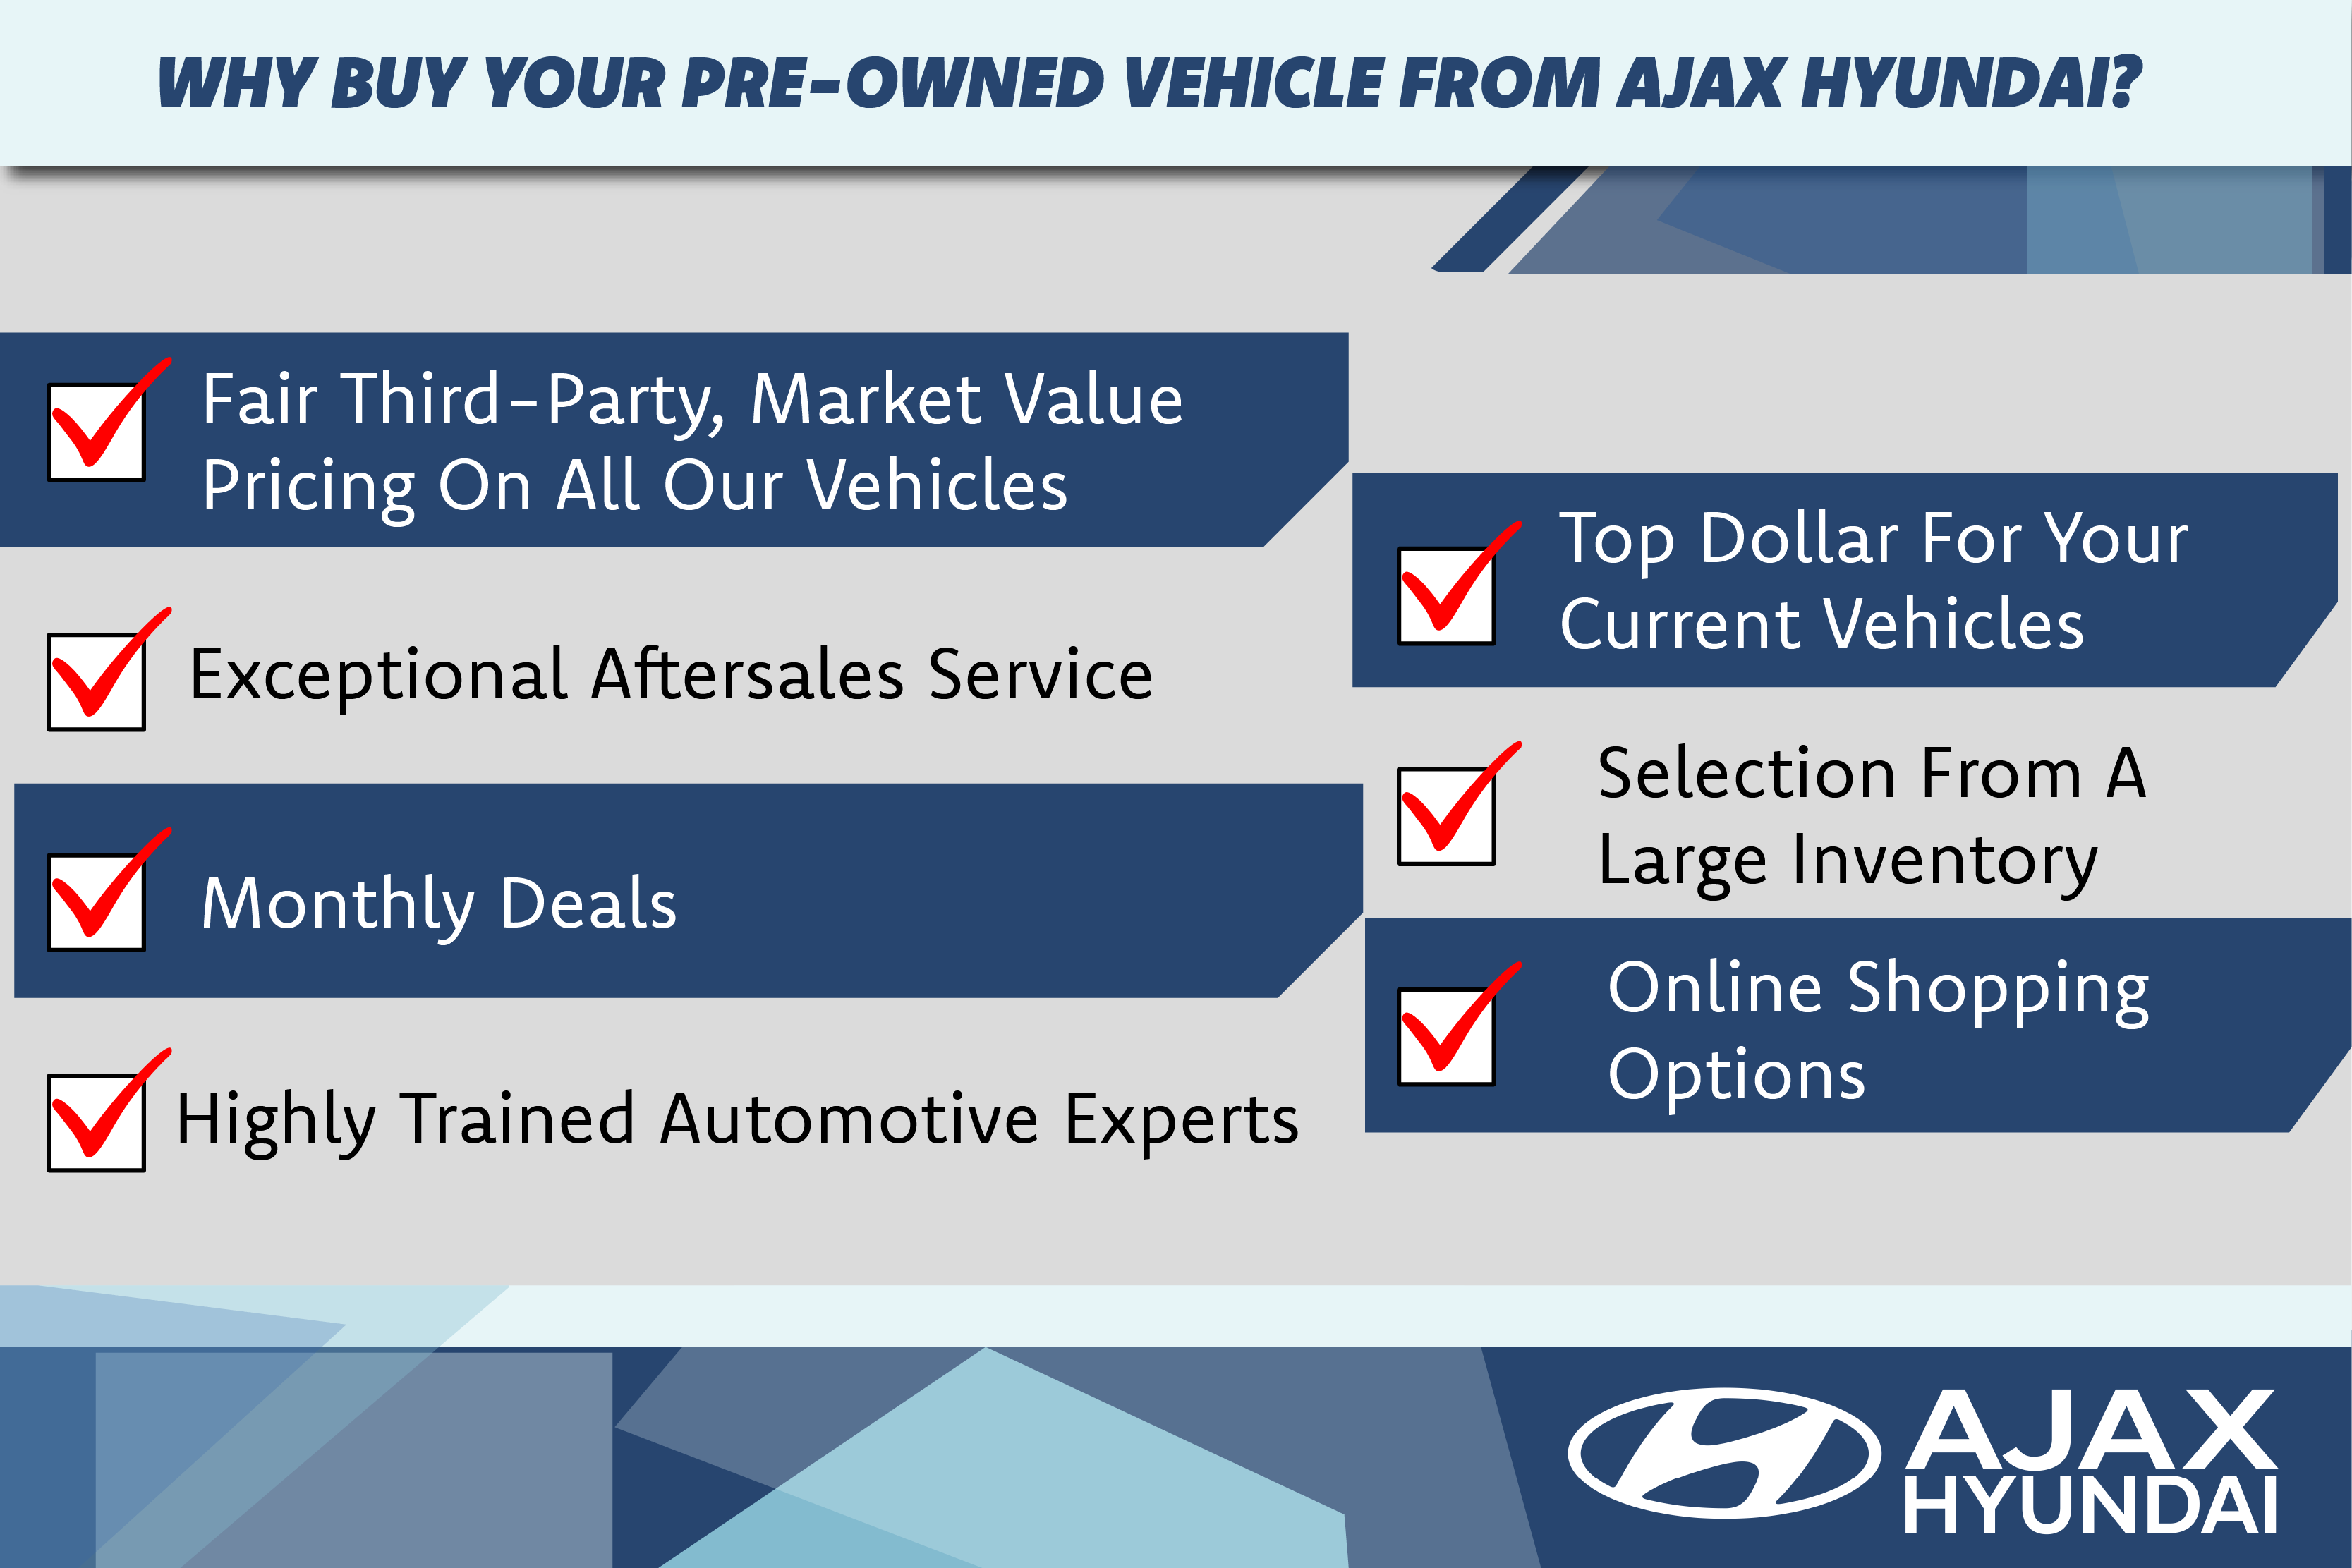 WHY BUY YOUR PRE-OWNED VEHICLE FROM AJAX HYUNDAI?
Fair Third-Party, Market Value
Pricing On All Our Vehicles
Exceptional Aftersales Service
Monthly Deals
Highly Trained Automotive Experts
Top Dollar For Your
Current Vehicles
Selection From A
Large Inventory
Online Shopping
Options
AJAX
HYUNDAI